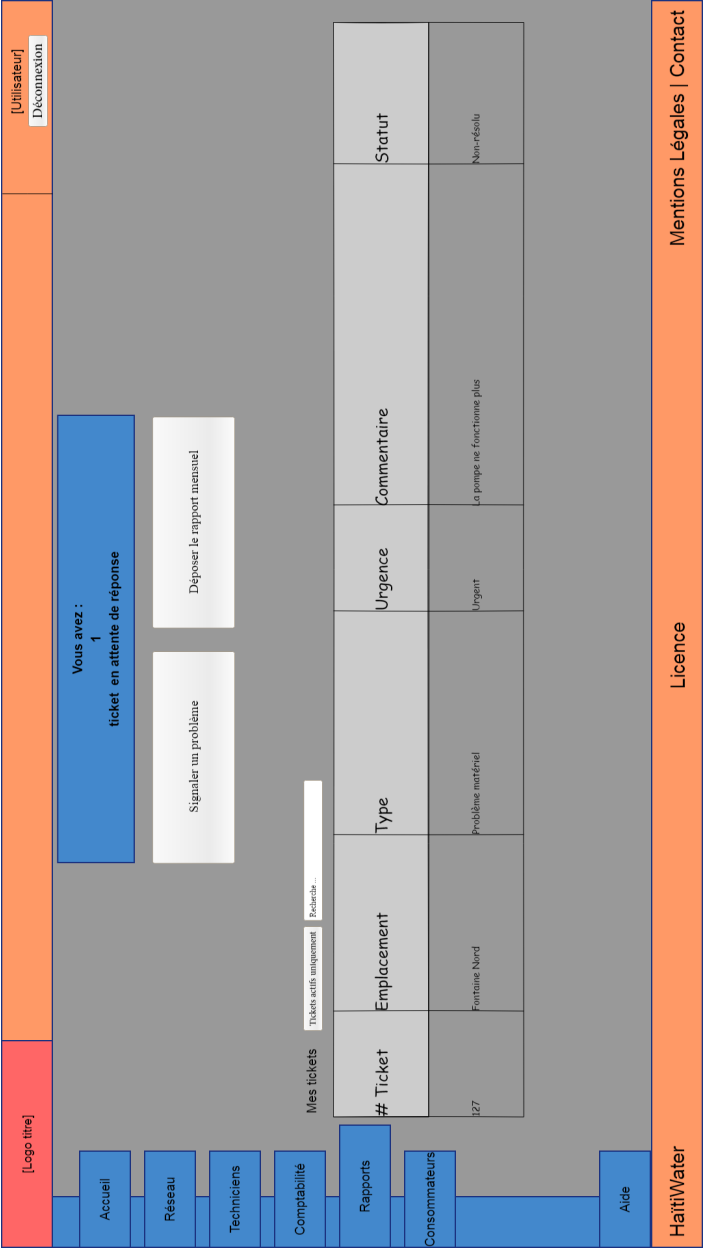 [Logo titre]
[Utilisateur]
Déconnexion
Accueil
Réseau
Techniciens
Comptabilité
Rapports
Consommateurs
Aide
Vous avez :
1
ticket en attente de réponse
Signaler un problème
Déposer le rapport mensuel
Mes tickets
Tickets actifs uniquement
Recherche ...
# Ticket Emplacement Type Urgence Commentaire Statut
127 Fontaine Nord Problème matériel Urgent La pompe ne fonctionne plus Non-résolu
HaïtiWater Licence Mentions Légales | Contact